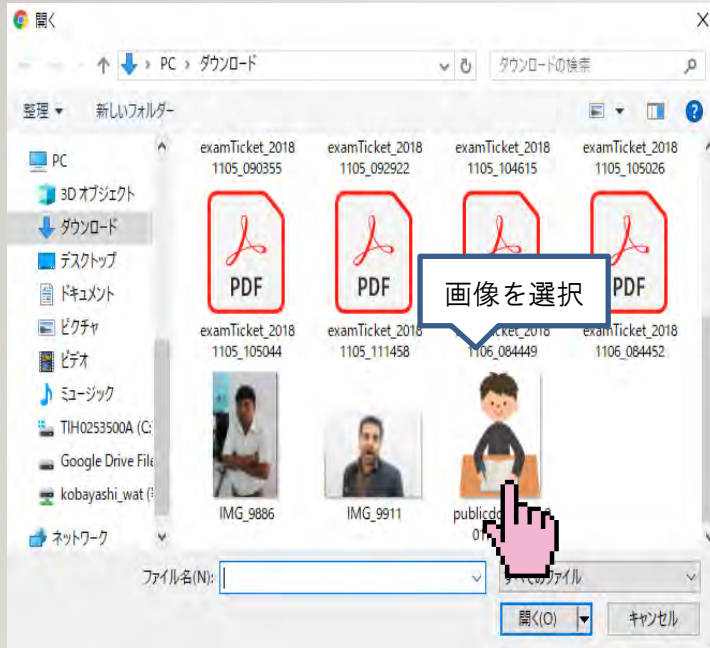 開く
PC › ダウンロード
ダウンロードの検索
整理 新しいフォルダー
PC
3D オブジェクト
ダウンロード
デスクトップ
ドキュメント
ピクチャ
ビデオ
ミュージック
TIH0253500A (C:
Google Drive File
kobayashi_wat (
ネットワーク
examTicket_2018
1105_090355
examTicket_2018
1105_092922
examTicket_2018
1105_104615
examTicket_2018
1105_105026
PDF
PDF
PDF
画像を選択
examTicket_2018
1105_105044
examTicket_2018
1105_111458
1106_084449
examTicket_2018
1106_084452
IMG_9886
IMG_9911
ファイル名(N):
開く(O)
キャンセル